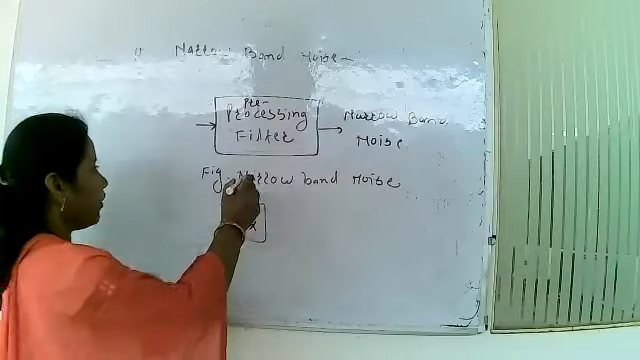 Narrow Band Noise -
Pre-
Processing
Filter
Narrow Band
Noise
Fig. Narrow band Noise